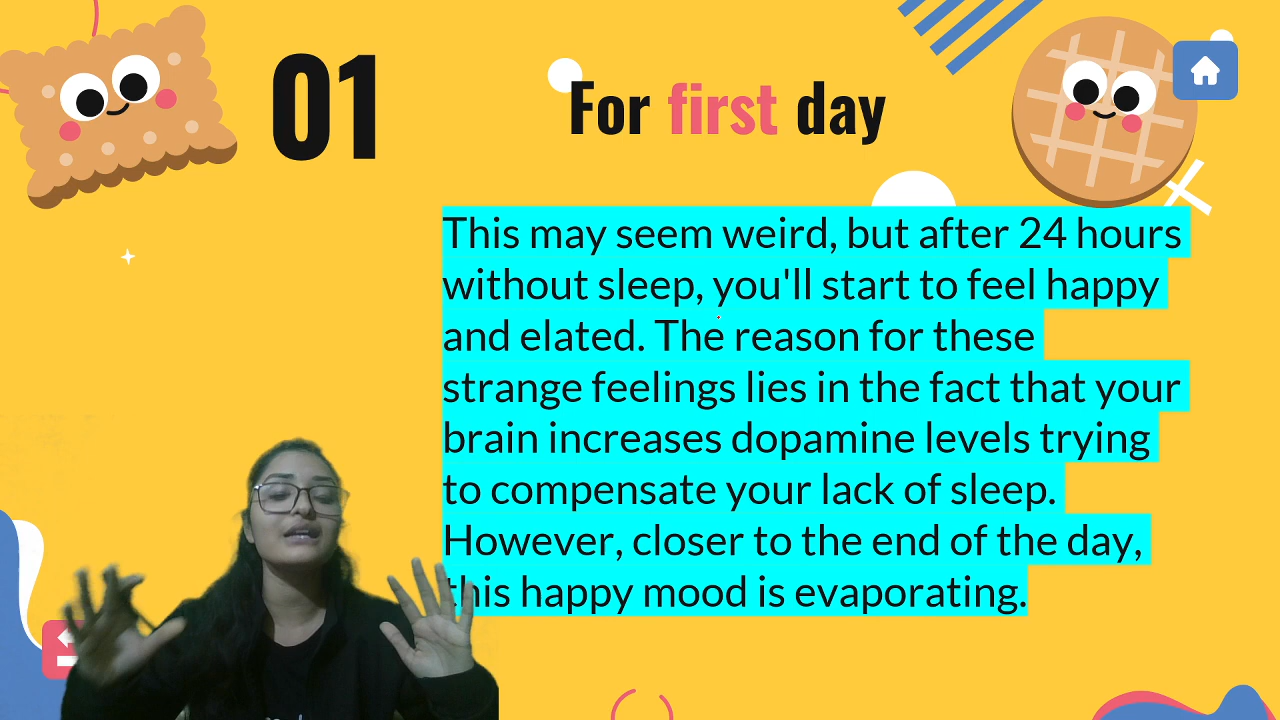 01
For first day
This may seem weird, but after 24 hours
without sleep, you'll start to feel happy
and elated. The reason for these
strange feelings lies in the fact that your
brain increases dopamine levels trying
to compensate your lack of sleep.
However, closer to the end of the day,
this happy mood is evaporating.